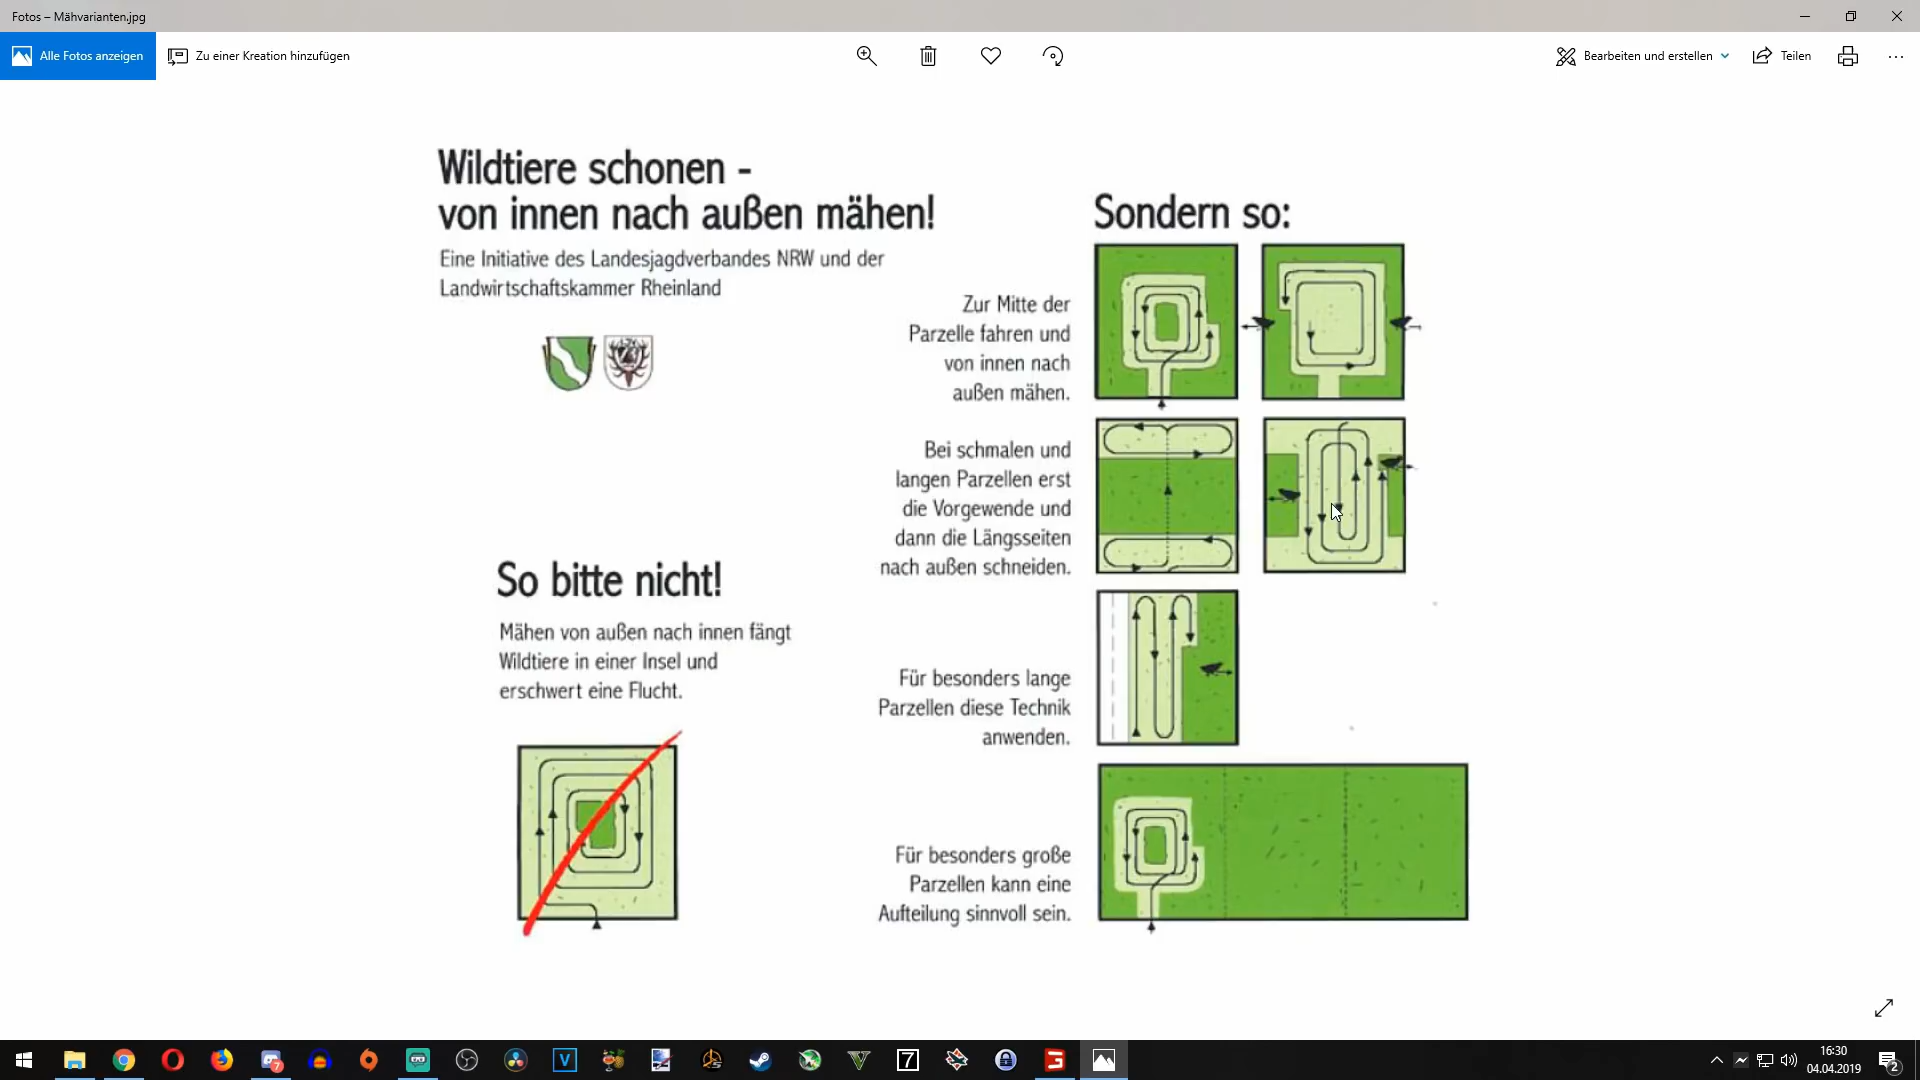 Fotos – Mähvarianten.jpg
Alle Fotos anzeigen
Zu einer Kreation hinzufügen
Bearbeiten und erstellen
Teilen
Wildtiere schonen -
von innen nach außen mähen!
Eine Initiative des Landesjagdverbandes NRW und der
Landwirtschaftskammer Rheinland
So bitte nicht!
Mähen von außen nach innen fängt
Wildtiere in einer Insel und
erschwert eine Flucht.
Sondern so:
Zur Mitte der
Parzelle fahren und
von innen nach
außen mähen.
Bei schmalen und
langen Parzellen erst
die Vorgewende und
dann die Längsseiten
nach außen schneiden.
Für besonders lange
Parzellen diese Technik
anwenden.
Für besonders große
Parzellen kann eine
Aufteilung sinnvoll sein.
7
V
7
3
16:30
04.04.2019
2